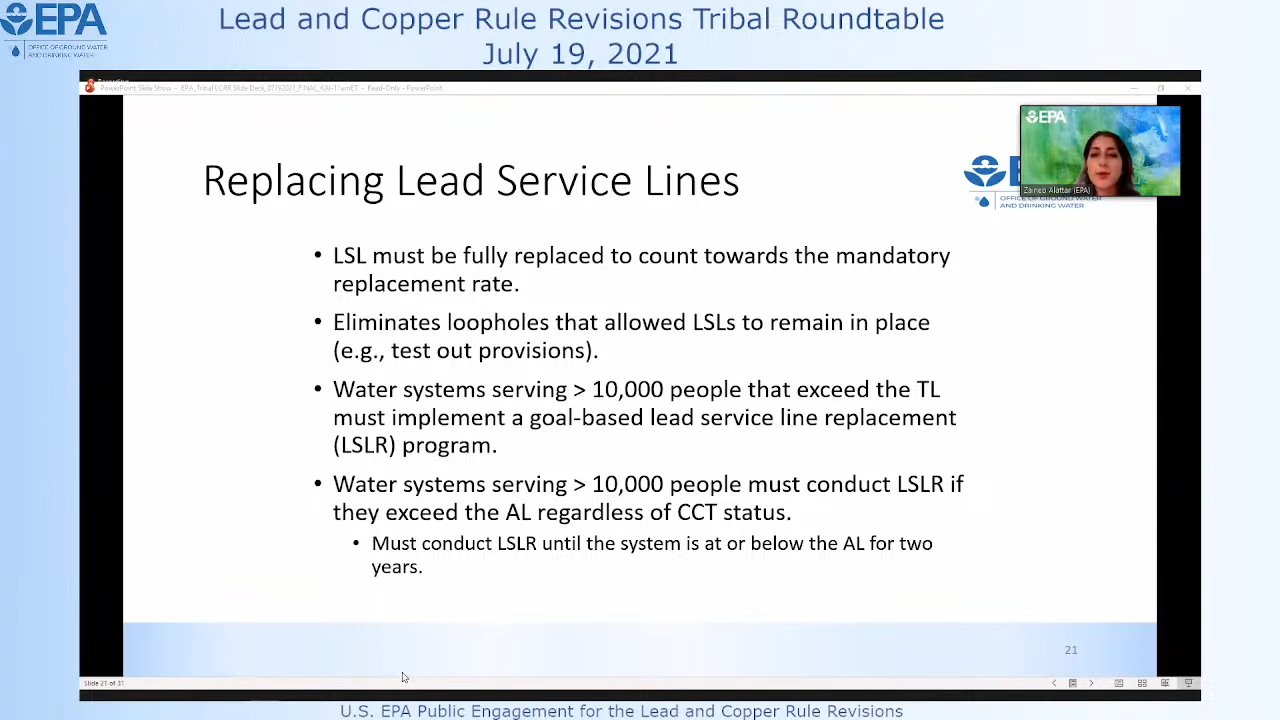 EPA
OFFICE OF GROUND WATER
AND DRINKING WATER
Lead and Copper Rule Revisions Tribal Roundtable
July 19, 2021
Recording
PowerPoint Slide Show - EPA_Tribal LCRR Slide Deck_07192021_FINAL_KAI-11amET - Read-Only - PowerPoint
EPA
Zaineb Alattar (EPA)
OFFICE OF GROUND WATER
AND DRINKING WATER
Replacing Lead Service Lines
• LSL must be fully replaced to count towards the mandatory
replacement rate.
• Eliminates loopholes that allowed LSLs to remain in place
(e.g., test out provisions).
• Water systems serving > 10,000 people that exceed the TL
must implement a goal-based lead service line replacement
(LSLR) program.
• Water systems serving > 10,000 people must conduct LSLR if
they exceed the AL regardless of CCT status.
• Must conduct LSLR until the system is at or below the AL for two
years.
21
Slide 21 of 31
U.S. EPA Public Engagement for the Lead and Copper Rule Revisions